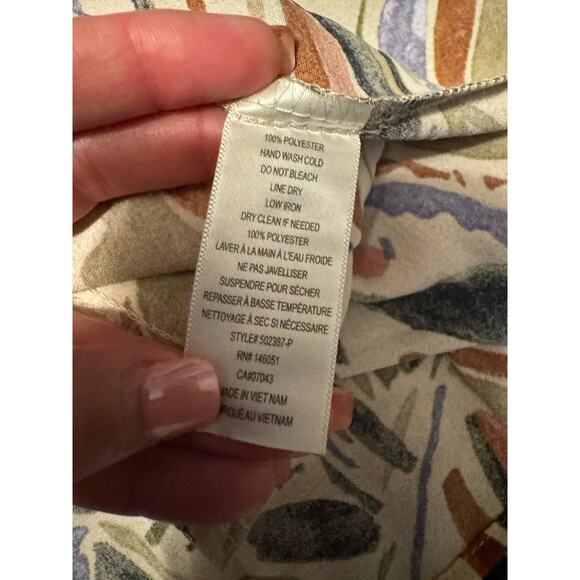 100% POLYESTER
HAND WASH COLD
DO NOT BLEACH
LINE DRY
LOW IRON
DRY CLEAN IF NEEDED
100% POLYESTER
LAVER À LA MAIN À L'EAU FROIDE
NE PAS JAVELLISER
SUSPENDRE POUR SÉCHER
REPASSER À BASSE TEMPÉRATURE
NETTOYAGE À SEC SI NÉCESSAIRE
STYLE# 502387-P
RN# 146051
CA#07043
IN VIET NAM
AU VIETNAM